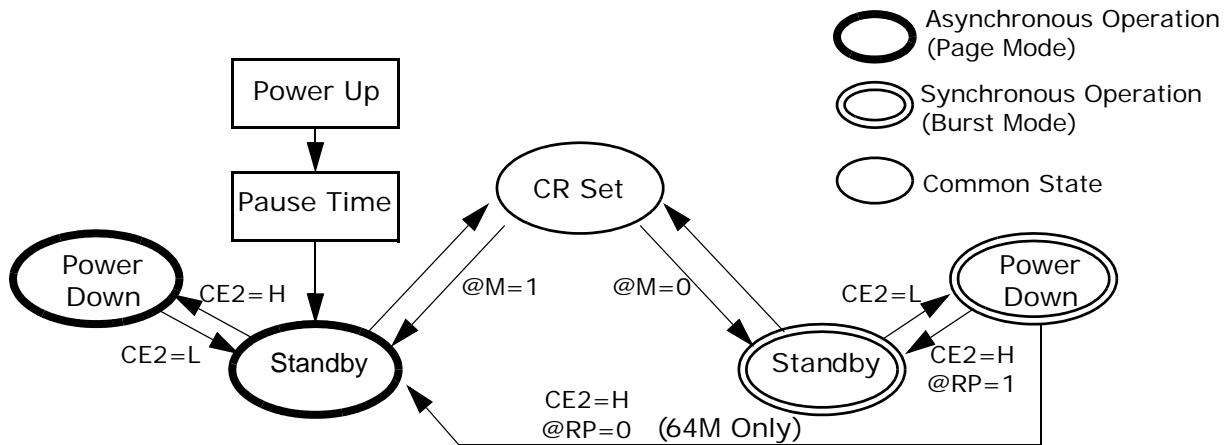 Asynchronous Operation
(Page Mode)
Power Up
Synchronous Operation
(Burst Mode)
Pause Time
CR Set
Common State
Power
Down
CE2=H
@M=1
@M=0
CE2=L
Power
Down
CE2=L
Standby
Standby
CE2=H
@RP=1
CE2=H
@RP=0 (64M Only)